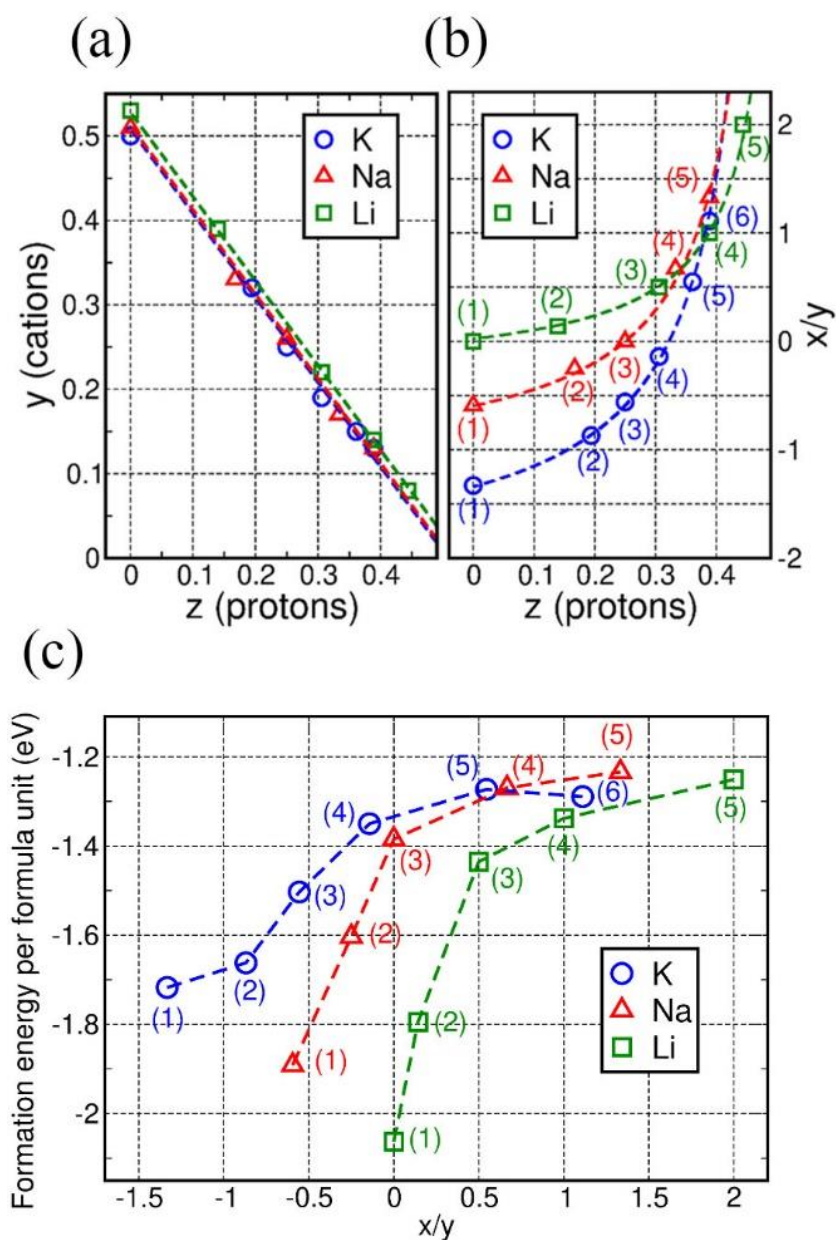 (a)
(b)
y (cations)
0.5
0.4
0.3
0.2
0.1
0
0 0.1 0.2 0.3 0.4
z (protons)
K
Na
Li
K
Na
Li
(1)
(2)
(3)
(4)
(5)
(1)
(2)
(3)
(4)
(5)
(1)
(2)
(3)
(4)
(5)
(6)
2
1
0
-1
-2
x/y
0 0.1 0.2 0.3 0.4
z (protons)
(c)
Formation energy per formula unit (eV)
-1.2
-1.4
-1.6
-1.8
-2
(1)
(2)
(3)
(4)
(5)
(6)
(1)
(2)
(3)
(4)
(5)
(1)
(2)
(3)
(4)
(5)
K
Na
Li
-1.5 -1 -0.5 0 0.5 1 1.5 2
x/y